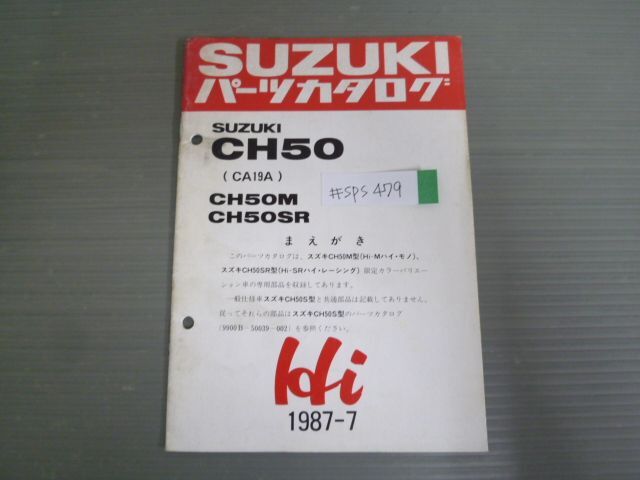 SUZUKI
パーツカタログ
SUZUKI
CH50
(CA19A)
#SPS 479
CH50M
CH50SR
まえがき
このパーツカタログは、スズキCH50M型(Hi-Mハイ・モノ)、
スズキCH50SR型(Hi-SRハイ・レーシング)限定カラーバリエー
ション車の専用部品を収録してあります。
一般仕様車スズキCH50S型と共通部品は記載してありません。
従ってそれらの部品はスズキCH50S型のパーツカタログ
(9900B-50039-002)を参照ください。
Hi
1987-7